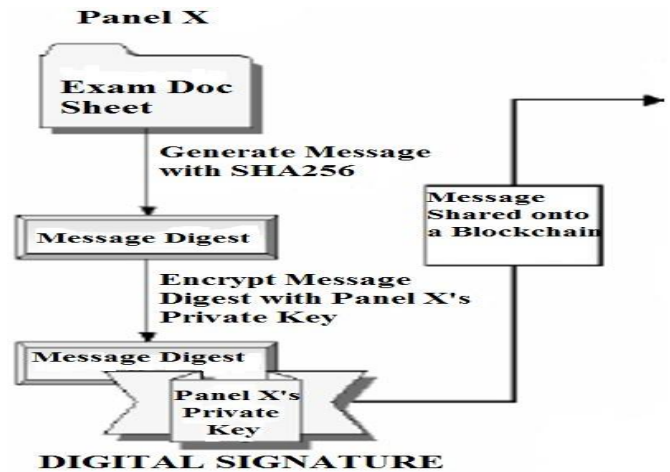 Panel X
Exam Doc
Sheet
Generate Message
with SHA256
Message Digest
Encrypt Message
Digest with Panel X's
Private Key
Message Digest
Panel X's
Private
Key
DIGITAL SIGNATURE
Message
Shared onto
a Blockchain